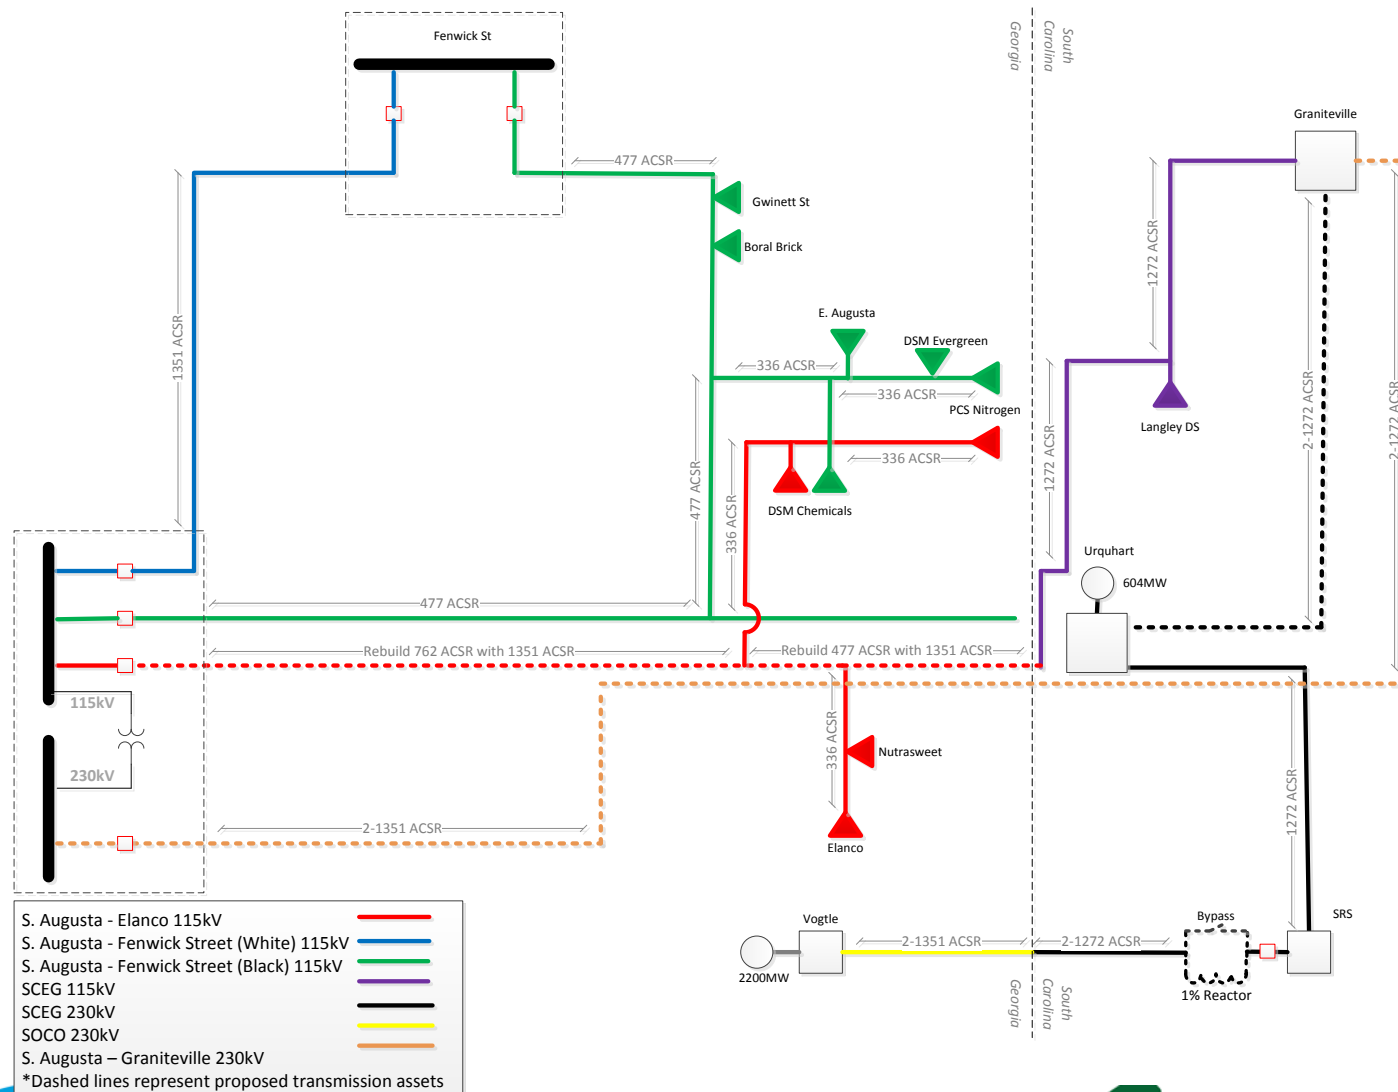 Fenwick St
Georgia
South
Carolina
Graniteville
477 ACSR
Gwinett St
Boral Brick
1351 ACSR
1272 ACSR
E. Augusta
DSM Evergreen
336 ACSR
336 ACSR
PCS Nitrogen
Langley DS
2-1272 ACSR
2-1272 ACSR
336 ACSR
477 ACSR
336 ACSR
1272 ACSR
DSM Chemicals
Urquhart
604MW
477 ACSR
Rebuild 762 ACSR with 1351 ACSR
Rebuild 477 ACSR with 1351 ACSR
115kV
230kV
336 ACSR
Nutrasweet
Elanco
2-1351 ACSR
1272 ACSR
Vogtle
2200MW
2-1351 ACSR
2-1272 ACSR
Bypass
1% Reactor
SRS
Georgia
South
Carolina
S. Augusta - Elanco 115kV
S. Augusta - Fenwick Street (White) 115kV
S. Augusta - Fenwick Street (Black) 115kV
SCEG 115kV
SCEG 230kV
SOCO 230kV
S. Augusta – Graniteville 230kV
*Dashed lines represent proposed transmission assets